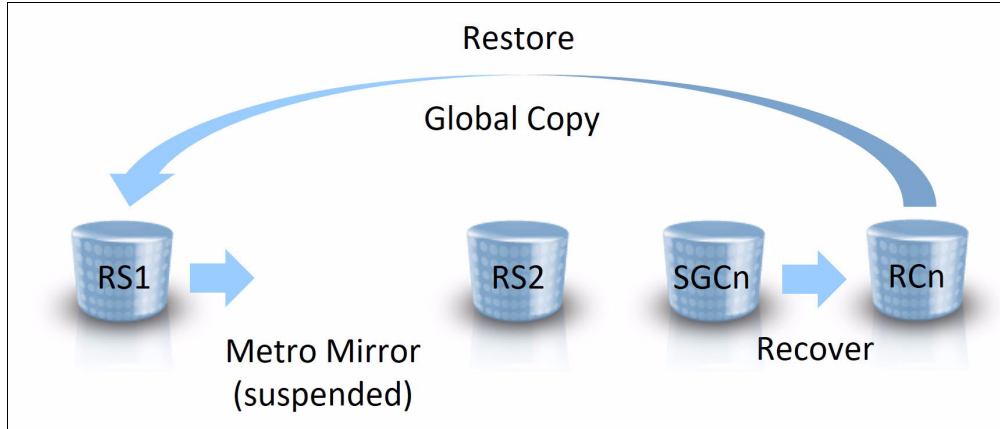 Restore
Global Copy
RS1
RS2
SGCn
RCn
Metro Mirror
(suspended)
Recover